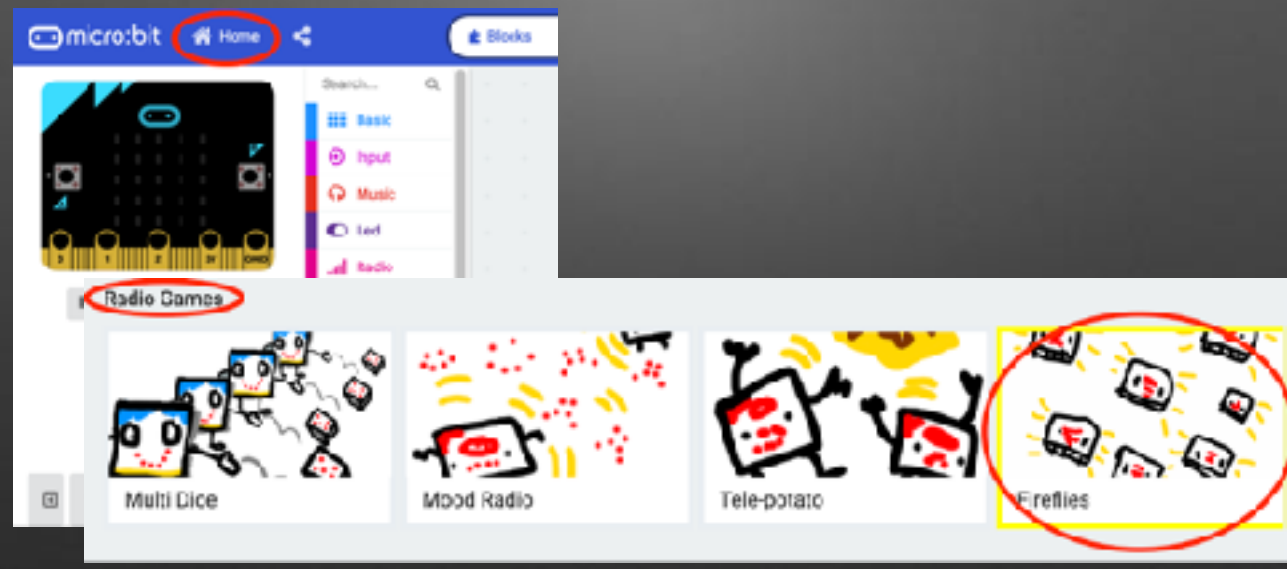 micro:bit Home Blocks
Search...
Basic
Input
Music
Led
Radio
Radio Games
Multi Dice
Mood Radio
Tele-potato
Fireflies